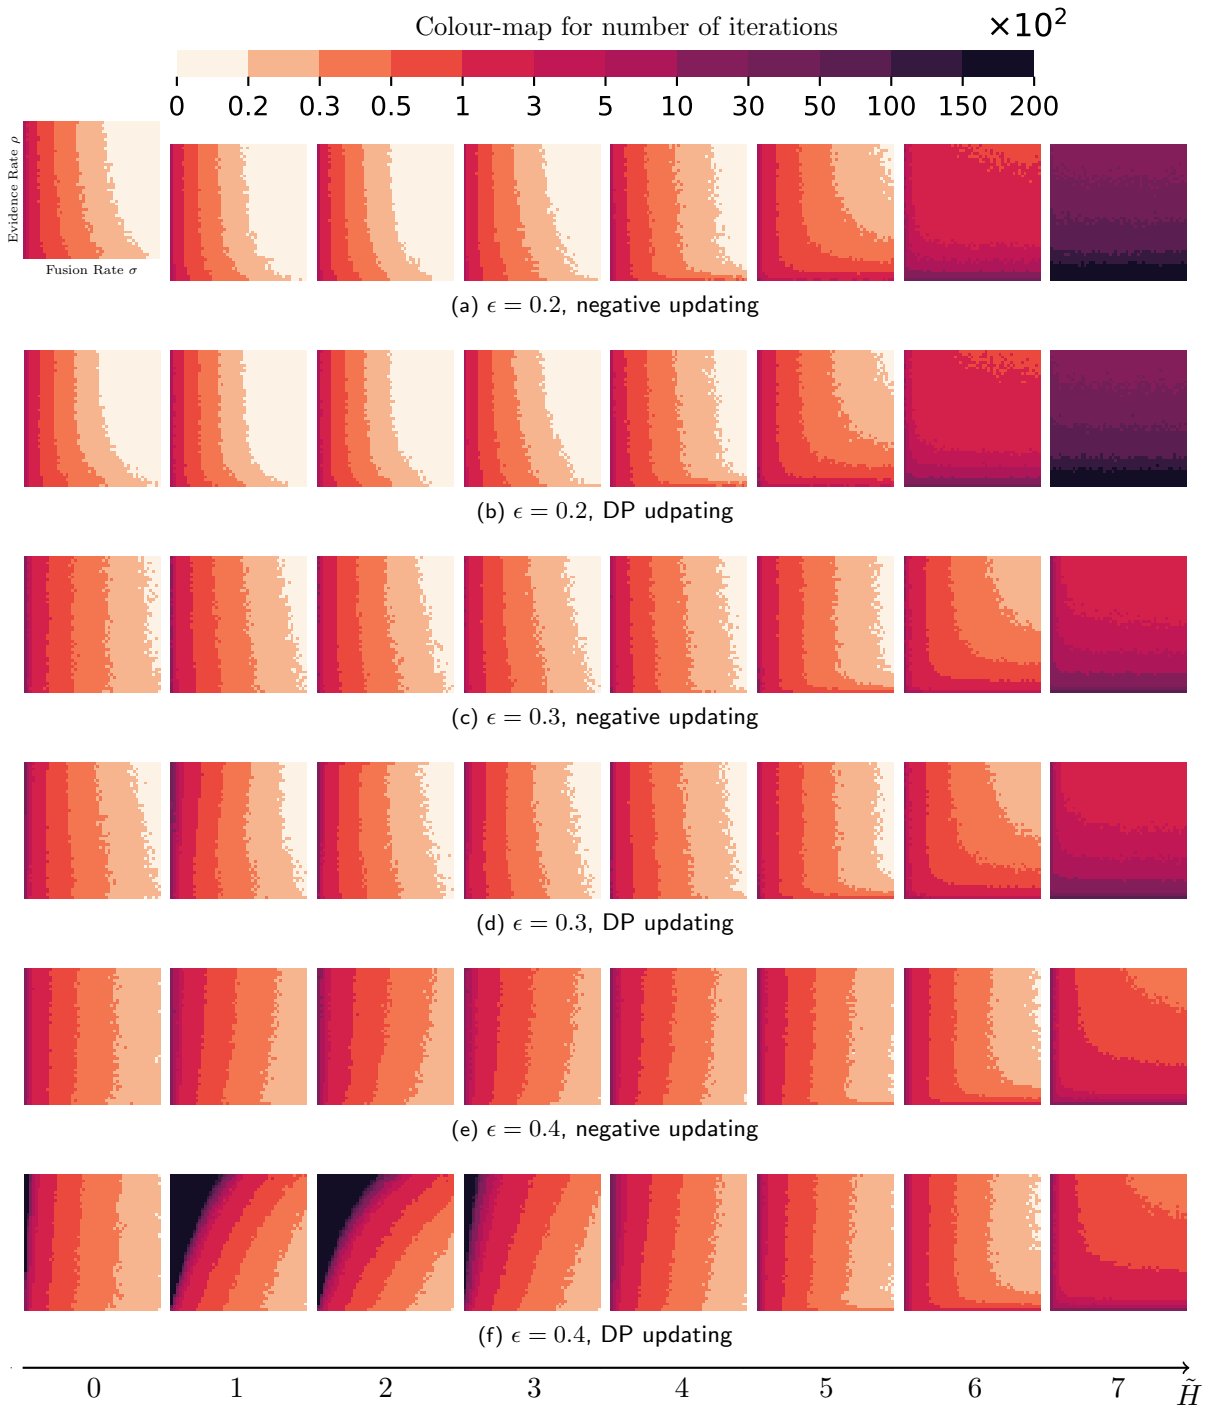 Colour-map for number of iterations ×10²
0 0.2 0.3 0.5 1 3 5 10 30 50 100 150 200
Evidence Rate ρ
Fusion Rate σ
(a) ϵ = 0.2, negative updating
(b) ϵ = 0.2, DP udpating
(c) ϵ = 0.3, negative updating
(d) ϵ = 0.3, DP updating
(e) ϵ = 0.4, negative updating
(f) ϵ = 0.4, DP updating
0 1 2 3 4 5 6 7 H̃